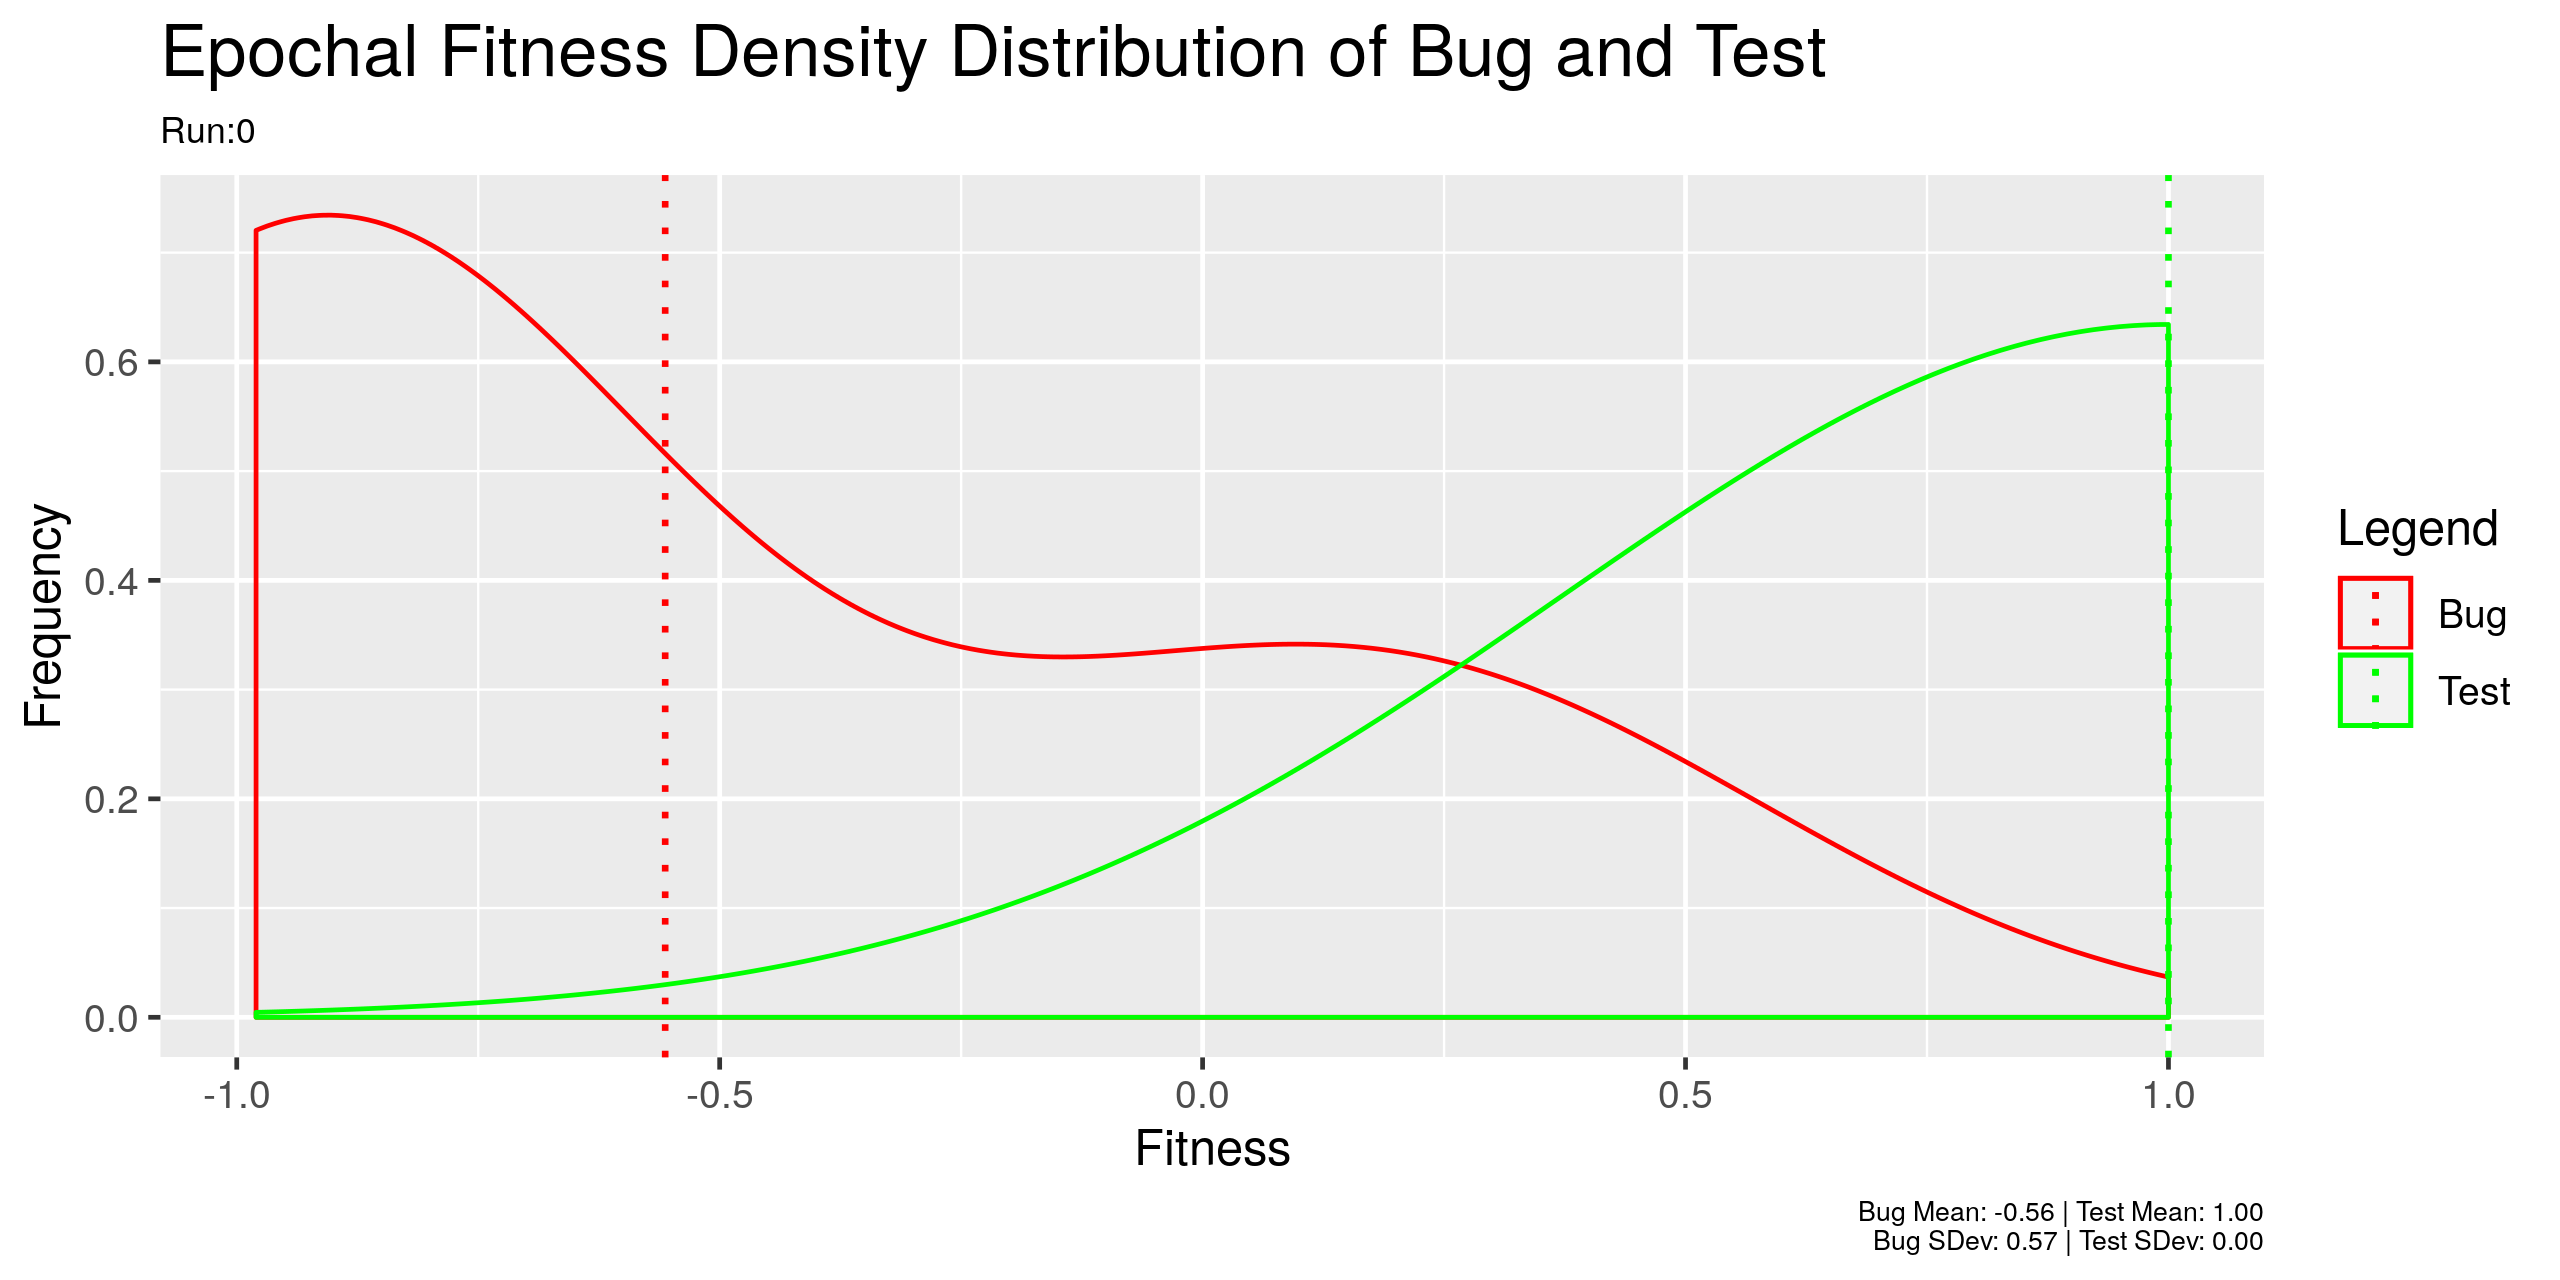 Epochal Fitness Density Distribution of Bug and Test
Run:0
Frequency
0.6
0.4
0.2
0.0
-1.0 -0.5 0.0 0.5 1.0
Fitness
Legend
Bug
Test
Bug Mean: -0.56 | Test Mean: 1.00
Bug SDev: 0.57 | Test SDev: 0.00